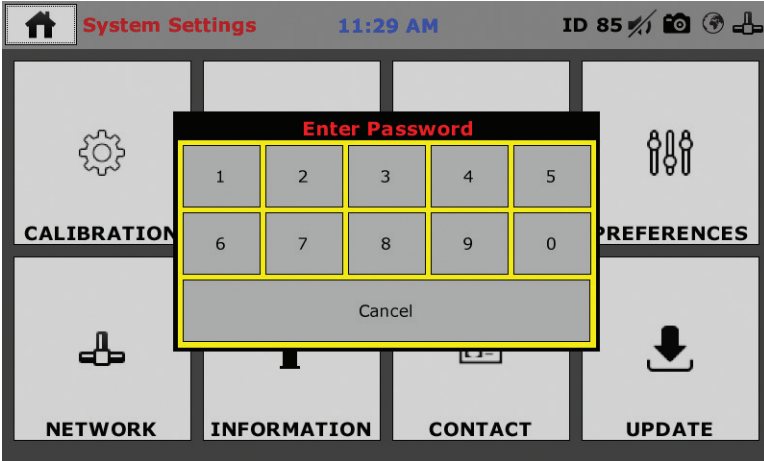 System Settings 11:29 AM ID 85
Enter Password
1 2 3 4 5
CALIBRATION PREFERENCES
6 7 8 9 0
Cancel
NETWORK INFORMATION CONTACT UPDATE